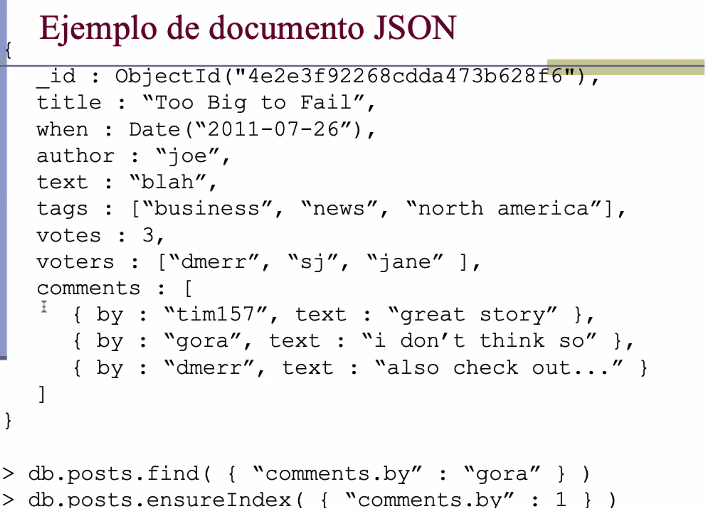 Ejemplo de documento JSON
{
_id : ObjectId("4e2e3f92268cdda473b628f6"),
title : “Too Big to Fail”,
when : Date(“2011-07-26”),
author : “joe”,
text : “blah”,
tags : [“business”, “news”, “north america”],
votes : 3,
voters : [“dmerr”, “sj”, “jane” ],
comments : [
{ by : “tim157”, text : “great story” },
{ by : “gora”, text : “i don’t think so” },
{ by : “dmerr”, text : “also check out...” }
]
}
> db.posts.find( { “comments.by” : “gora” } )
> db.posts.ensureIndex( { “comments.by” : 1 } )